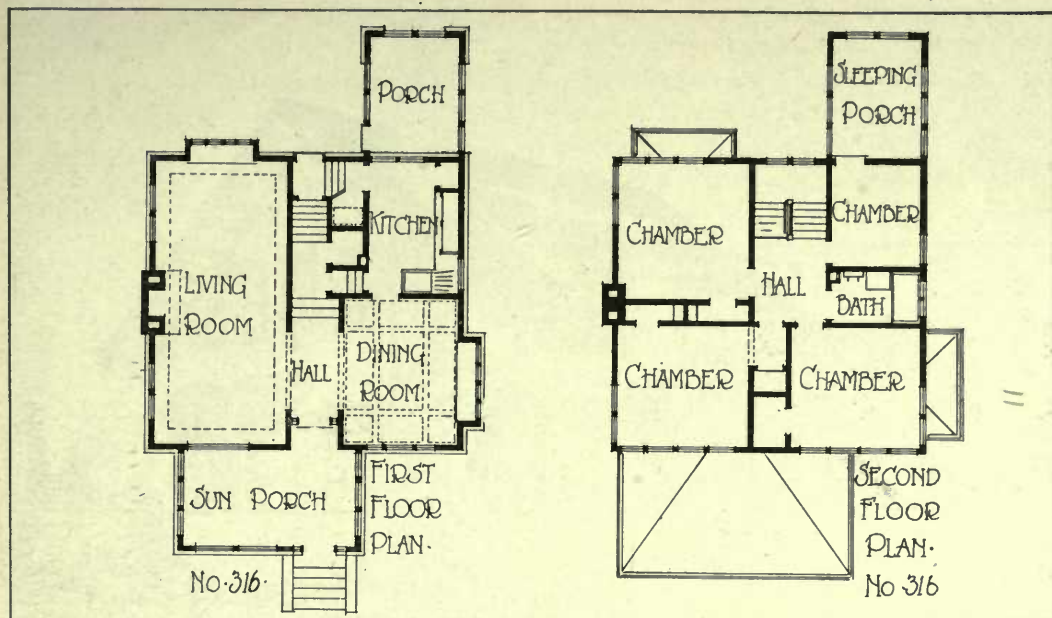 PORCH
KITCHEN·
LIVING
ROOM
HALL
DINING
ROOM
SUN PORCH
FIRST
FLOOR
PLAN·
NO·316·
SLEEPING
PORCH
CHAMBER
CHAMBER
HALL
BATH
CHAMBER
CHAMBER
SECOND
FLOOR
PLAN·
NO 316